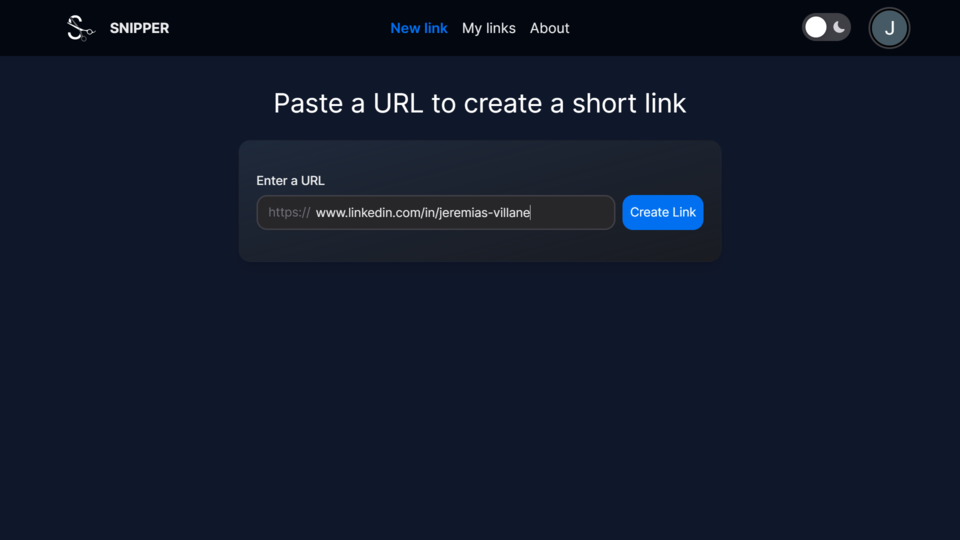 SNIPPER
New link My links About
J
Paste a URL to create a short link
Enter a URL
https:// www.linkedin.com/in/jeremias-villane
Create Link